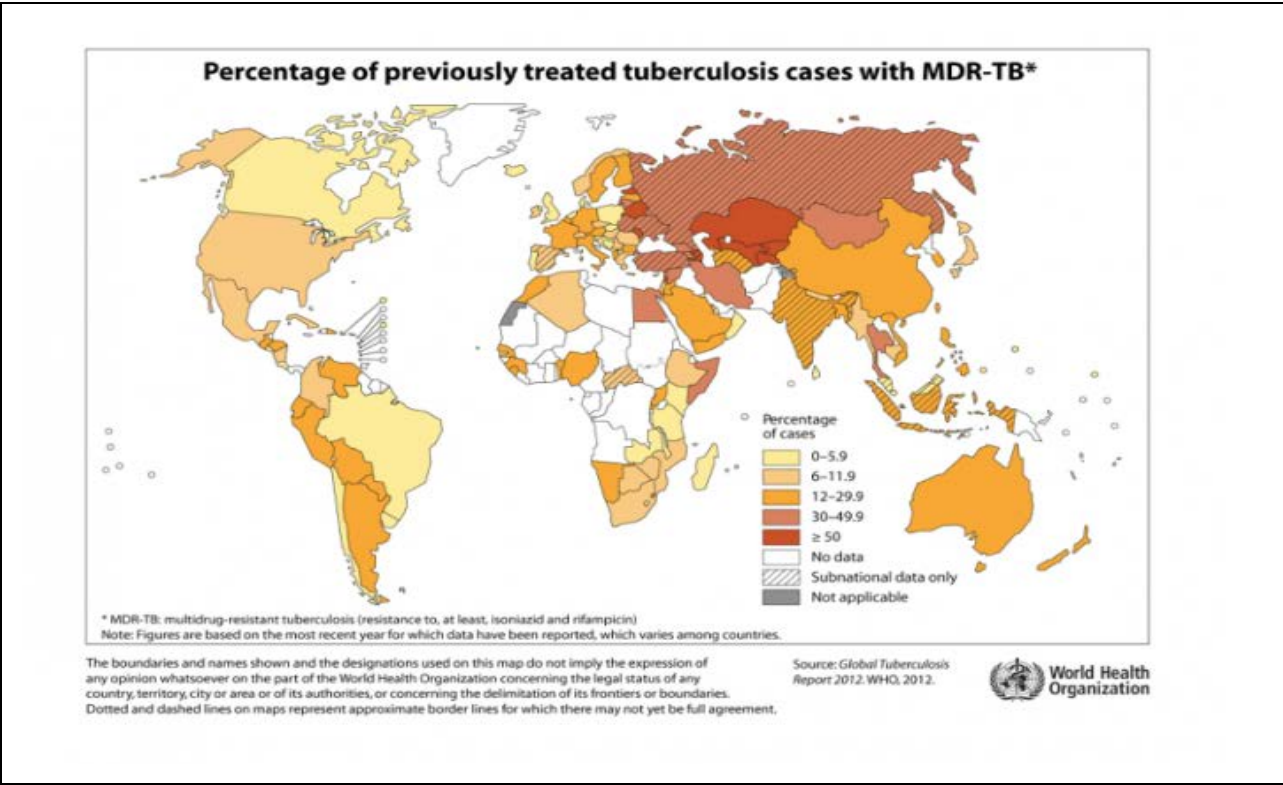 Percentage of previously treated tuberculosis cases with MDR-TB*
Percentage
of cases
0–5.9
6–11.9
12–29.9
30–49.9
≥ 50
No data
Subnational data only
Not applicable
* MDR-TB: multidrug-resistant tuberculosis (resistance to, at least, isoniazid and rifampicin)
Note: Figures are based on the most recent year for which data have been reported, which varies among countries.
The boundaries and names shown and the designations used on this map do not imply the expression of
any opinion whatsoever on the part of the World Health Organization concerning the legal status of any
country, territory, city or area or of its authorities, or concerning the delimitation of its frontiers or boundaries.
Dotted and dashed lines on maps represent approximate border lines for which there may not yet be full agreement.
Source: Global Tuberculosis
Report 2012. WHO, 2012.
World Health
Organization